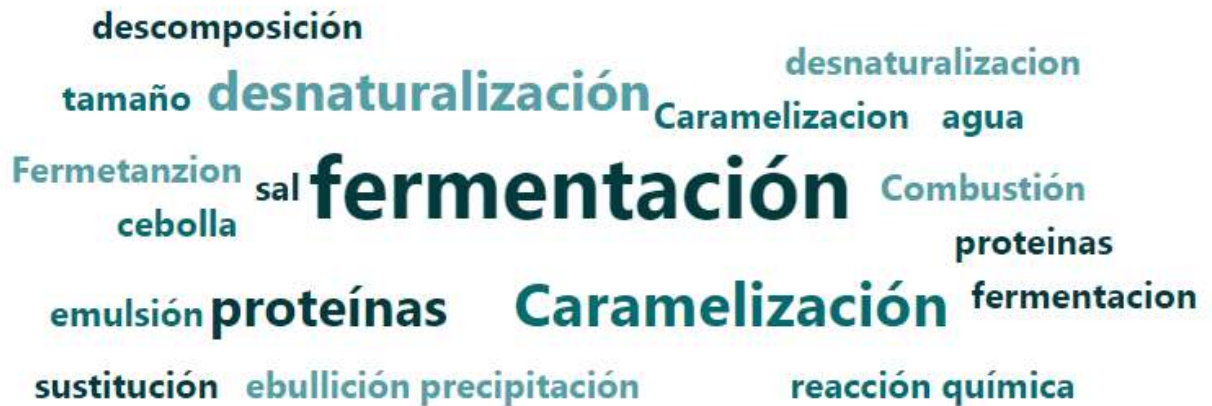 descomposición
desnaturalizacion
tamaño desnaturalización
Caramelizacion agua
Fermetanzion
sal fermentación Combustión
cebolla
proteinas
emulsión proteínas Caramelización fermentacion
sustitución ebullición precipitación reacción química